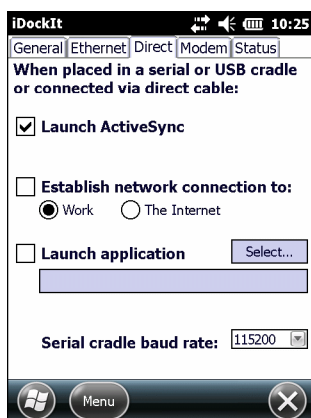 iDockIt 10:25
General Ethernet Direct Modem Status
When placed in a serial or USB cradle
or connected via direct cable:
Launch ActiveSync
Establish network connection to:
Work The Internet
Launch application Select...
Serial cradle baud rate: 115200
Menu